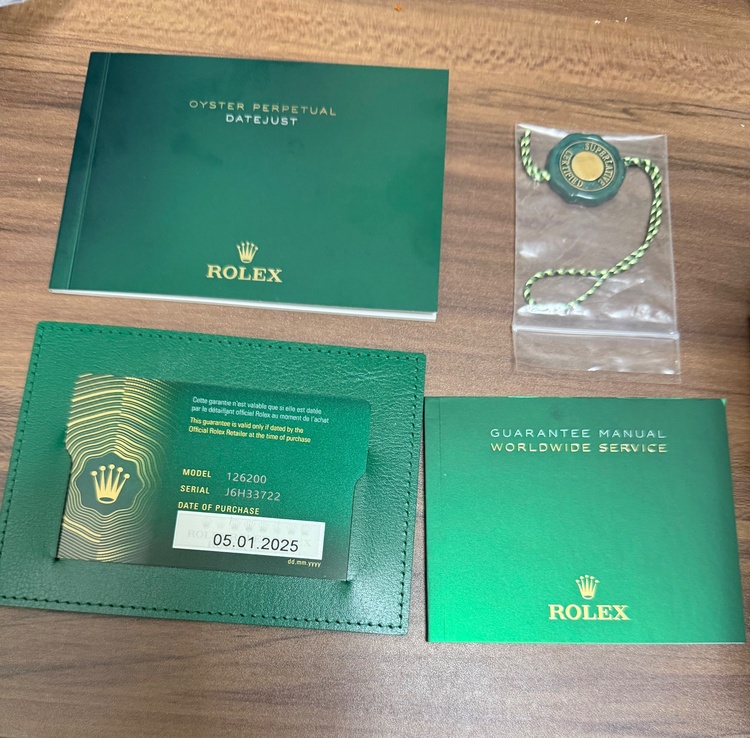 OYSTER PERPETUAL
DATEJUST
ROLEX
SUPERLATIVE
CERTIFIED
Cette garantie n'est valable que si elle est datée
par le détaillant officiel Rolex au moment de l'achat
This guarantee is valid only if dated by the
Official Rolex Retailer at the time of purchase
MODEL 126200
SERIAL J6H33722
DATE OF PURCHASE
05.01.2025
dd.mm.yyyy
GUARANTEE MANUAL
WORLDWIDE SERVICE
ROLEX